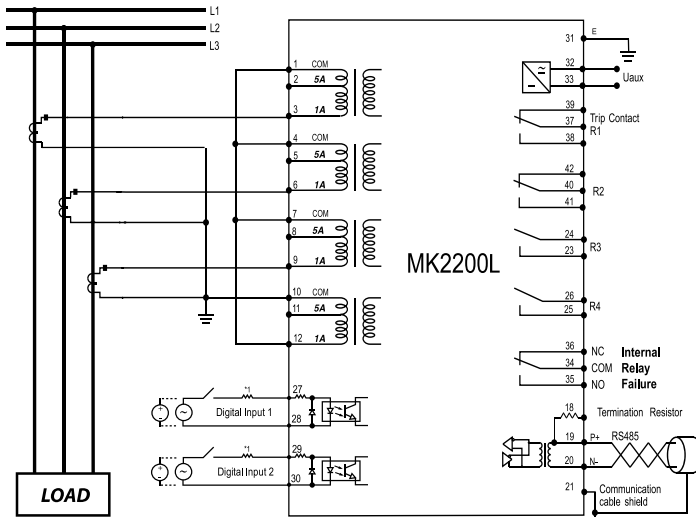 L1
L2
L3
1 COM
2 5A
3 1A
4 COM
5 5A
6 1A
7 COM
8 5A
9 1A
10 COM
11 5A
12 1A
LOAD
*1
Digital Input 1
27
28
*1
Digital Input 2
29
30
MK2200L
31 E
32
33
Uaux
39
37 Trip Contact
38 R1
42
40 R2
41
24
23 R3
26
25 R4
36 NC Internal
34 COM Relay
35 NO Failure
18 Termination Resistor
19 P+ RS485
20 N-
21 Communication
cable shield